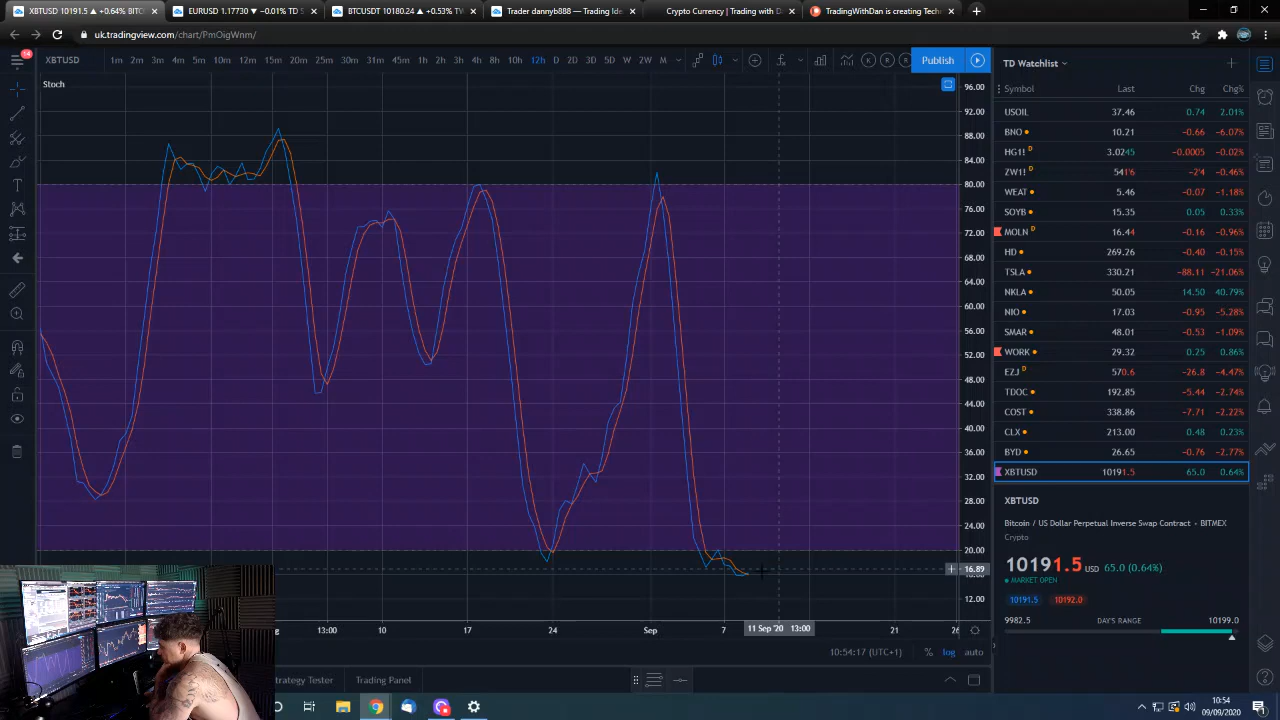 XBTUSD 10191.5 ▲ +0.64% BITM
EURUSD 1.17730 ▼ −0.01% TD S
BTCUSDT 10180.24 ▲ +0.53% TW
Trader dannyb888 — Trading Ide
Crypto Currency | Trading with D
TradingWithDan is creating Techn
uk.tradingview.com/chart/PmOigWnm/
14
XBTUSD 1m 2m 3m 4m 5m 10m 12m 15m 20m 25m 30m 31m 45m 1h 2h 3h 4h 8h 10h 12h D 2D 3D 5D W 2W M
K R R
Publish
TD Watchlist
Stoch
Symbol Last Chg Chg%
USOIL 37.46 0.74 2.01%
BNO 10.21 −0.66 −6.07%
HG1! D 3.0245 −0.0005 −0.02%
ZW1! D 541'6 −2'4 −0.46%
WEAT 5.46 −0.07 −1.18%
SOYB 15.35 0.05 0.33%
MOLN D 16.44 −0.16 −0.96%
HD 269.26 −0.40 −0.15%
TSLA 330.21 −88.11 −21.06%
NKLA 50.05 14.50 40.79%
NIO 17.03 −0.95 −5.28%
SMAR 48.01 −0.53 −1.09%
WORK 29.32 0.25 0.86%
EZJ D 570.6 −26.8 −4.47%
TDOC 192.85 −5.44 −2.74%
COST 338.86 −7.71 −2.22%
CLX 213.00 0.48 0.23%
BYD 26.65 −0.76 −2.77%
XBTUSD 10191.5 65.0 0.64%
96.00
92.00
88.00
84.00
80.00
76.00
72.00
68.00
64.00
60.00
56.00
52.00
48.00
44.00
40.00
36.00
32.00
28.00
24.00
20.00
16.89
12.00
XBTUSD
Bitcoin / US Dollar Perpetual Inverse Swap Contract • BITMEX
Crypto
10191.5 USD 65.0 (0.64%)
MARKET OPEN
10191.5 10192.0
9982.5 DAY'S RANGE 10199.0
13:00 10 17 24 Sep 7 11 Sep '20 13:00 21 26
10:54:17 (UTC+1) % log auto
trategy Tester Trading Panel
10:54
09/09/2020
1